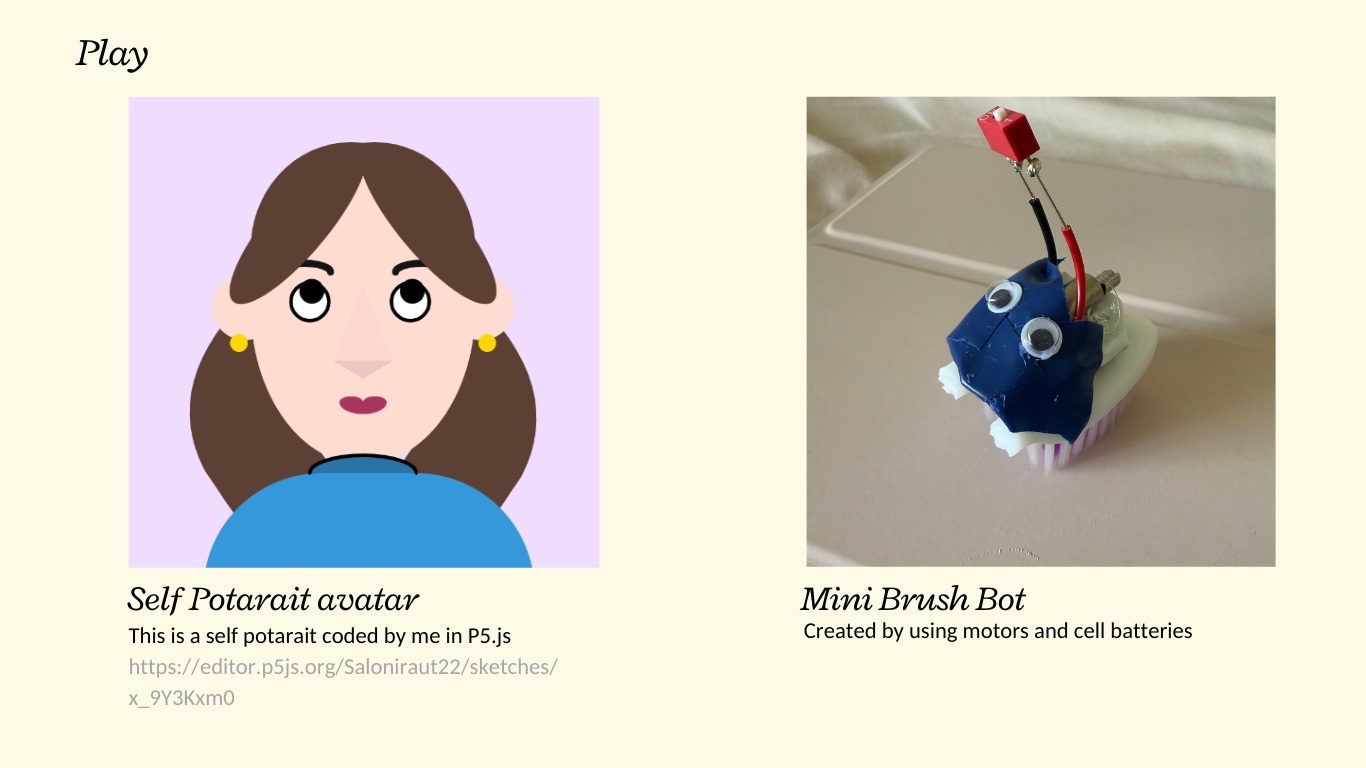 Play
Self Potarait avatar
This is a self potarait coded by me in P5.js
https://editor.p5js.org/Saloniraut22/sketches/
x_9Y3Kxm0
Mini Brush Bot
Created by using motors and cell batteries